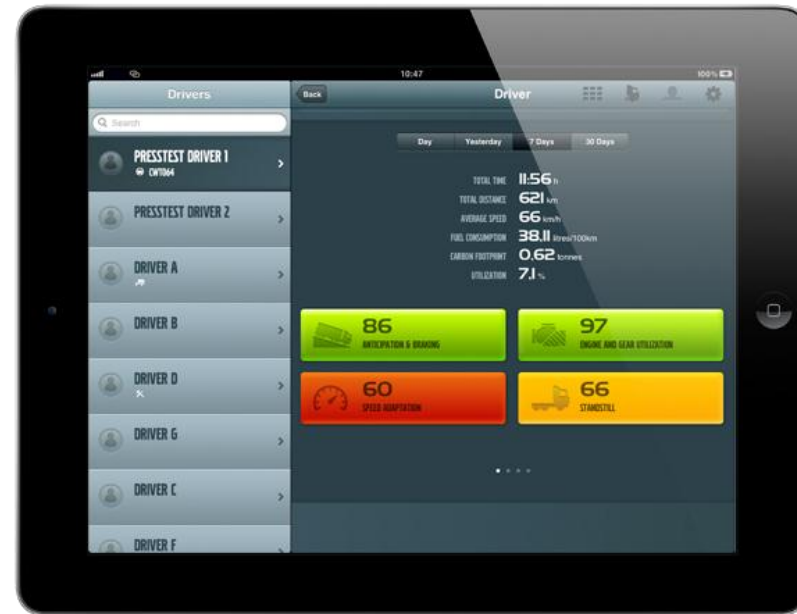 10:47
100%
Drivers
Back
Driver
Search
PRESSTEST DRIVER 1
CWT064
PRESSTEST DRIVER 2
DRIVER A
DRIVER B
DRIVER D
DRIVER G
DRIVER C
DRIVER F
Day Yesterday 7 Days 30 Days
TOTAL TIME 11:56 h
TOTAL DISTANCE 621 km
AVERAGE SPEED 66 km/h
FUEL CONSUMPTION 38,11 litres/100km
CARBON FOOTPRINT 0,62 tonnes
UTILIZATION 7,1 %
86
ANTICIPATION & BRAKING
97
ENGINE AND GEAR UTILIZATION
60
SPEED ADAPTATION
66
STANDSTILL